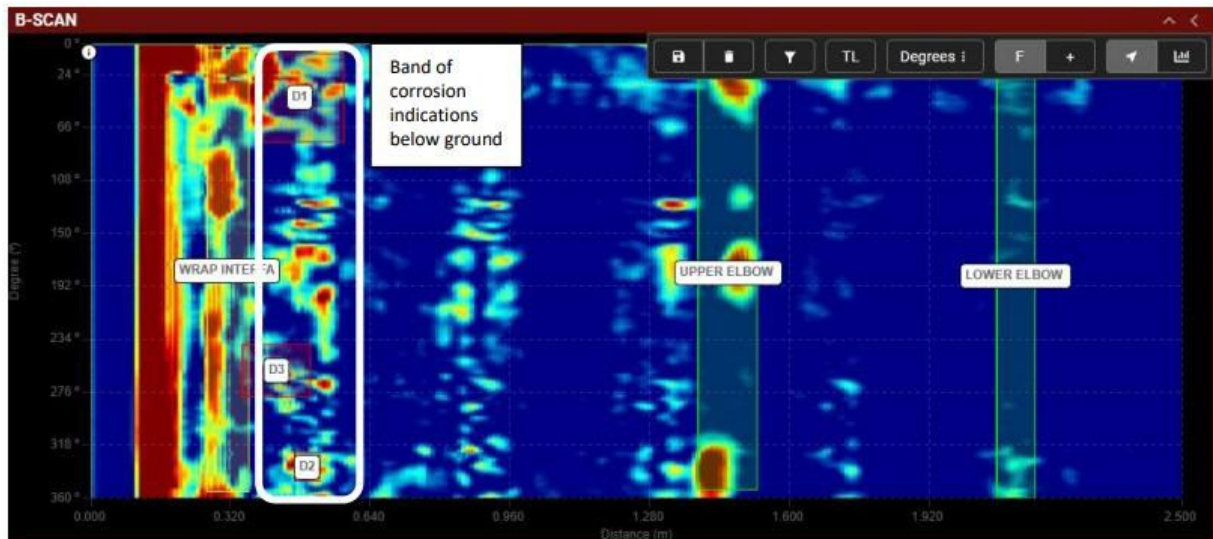 B-SCAN
TL
Degrees
F
+
Band of
corrosion
indications
below ground
D1
WRAP INTERFA
D3
D2
UPPER ELBOW
LOWER ELBOW
Degree (°)
0°
24°
66°
108°
150°
192°
234°
276°
318°
360°
0.000
0.320
0.640
0.960
1.280
1.600
1.920
2.500
Distance (m)